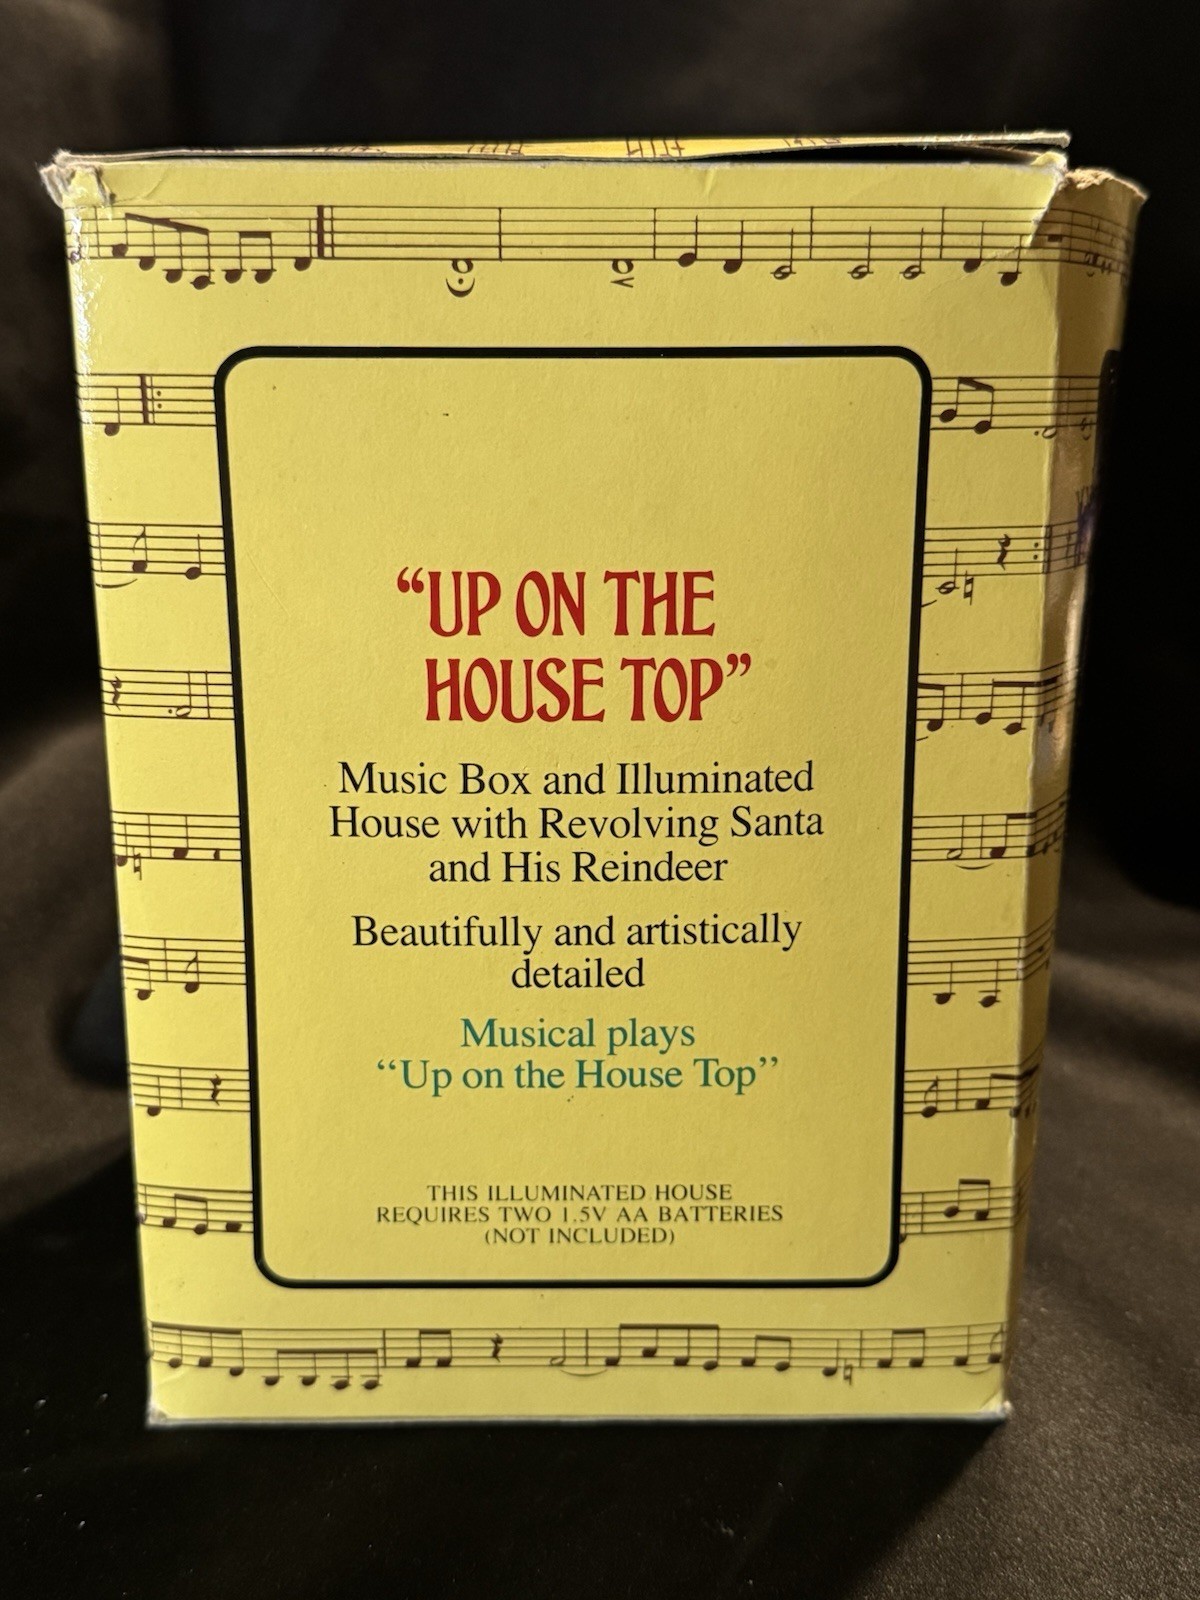 “UP ON THE
HOUSE TOP”
Music Box and Illuminated
House with Revolving Santa
and His Reindeer
Beautifully and artistically
detailed
Musical plays
“Up on the House Top”
THIS ILLUMINATED HOUSE
REQUIRES TWO 1.5V AA BATTERIES
(NOT INCLUDED)